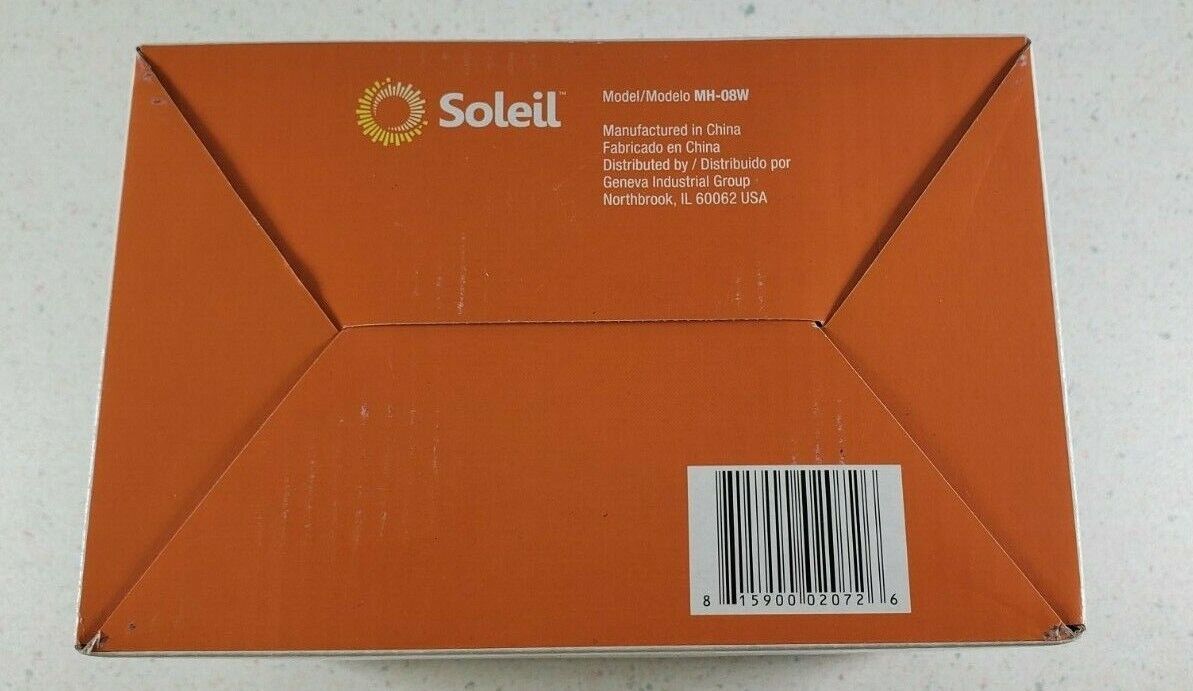 Soleil™
Model/Modelo MH-08W
Manufactured in China
Fabricado en China
Distributed by / Distribuido por
Geneva Industrial Group
Northbrook, IL 60062 USA
8 15900 02072 6